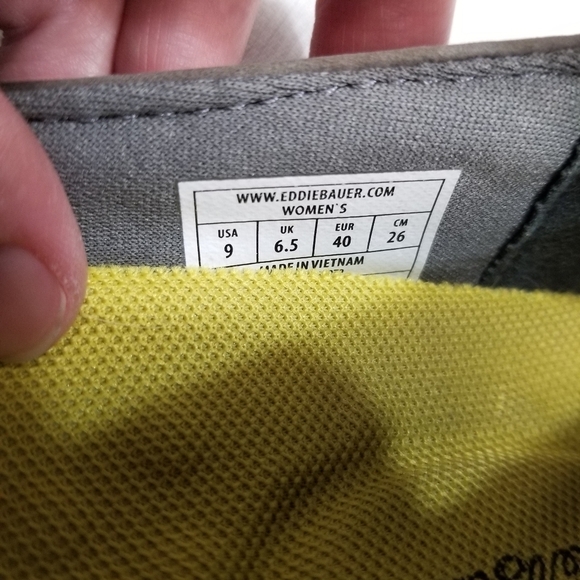 WWW.EDDIEBAUER.COM
WOMEN`S
USA UK EUR CM
9 6.5 40 26
MADE IN VIETNAM